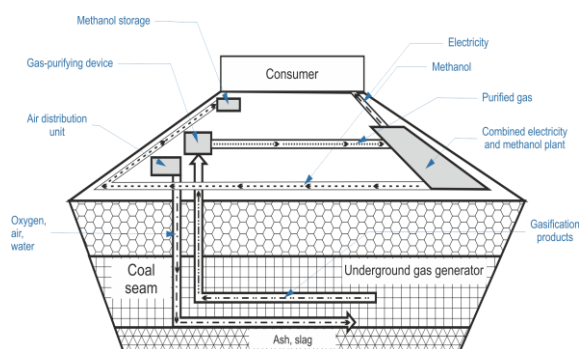 Methanol storage
Consumer
Electricity
Methanol
Gas-purifying device
Purified gas
Air distribution
unit
Combined electricity
and methanol plant
Oxygen,
air,
water
Gasification
products
Coal
seam
Underground gas generator
Ash, slag